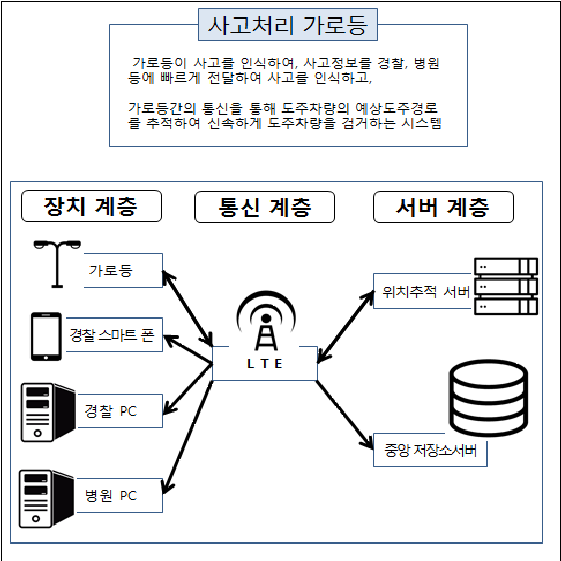 사고처리 가로등
가로등이 사고를 인식하여, 사고정보를 경찰, 병원
등에 빠르게 전달하여 사고를 인식하고,
가로등간의 통신을 통해 도주차량의 예상도주경로
를 추적하여 신속하게 도주차량을 검거하는 시스템
장치 계층
통신 계층
서버 계층
가로등
경찰 스마트 폰
경찰 PC
병원 PC
LTE
위치추적 서버
중앙 저장소서버